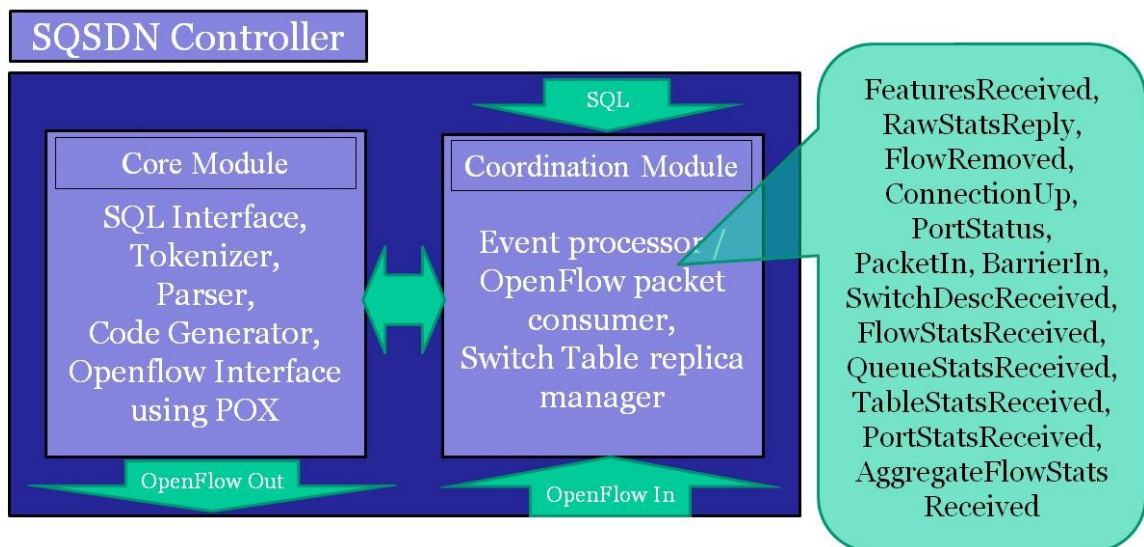 SQSDN Controller
SQL
Core Module
SQL Interface,
Tokenizer,
Parser,
Code Generator,
Openflow Interface
using POX
Coordination Module
Event processor /
OpenFlow packet
consumer,
Switch Table replica
manager
OpenFlow Out
OpenFlow In
FeaturesReceived,
RawStatsReply,
FlowRemoved,
ConnectionUp,
PortStatus,
PacketIn, BarrierIn,
SwitchDescReceived,
FlowStatsReceived,
QueueStatsReceived,
TableStatsReceived,
PortStatsReceived,
AggregateFlowStats
Received